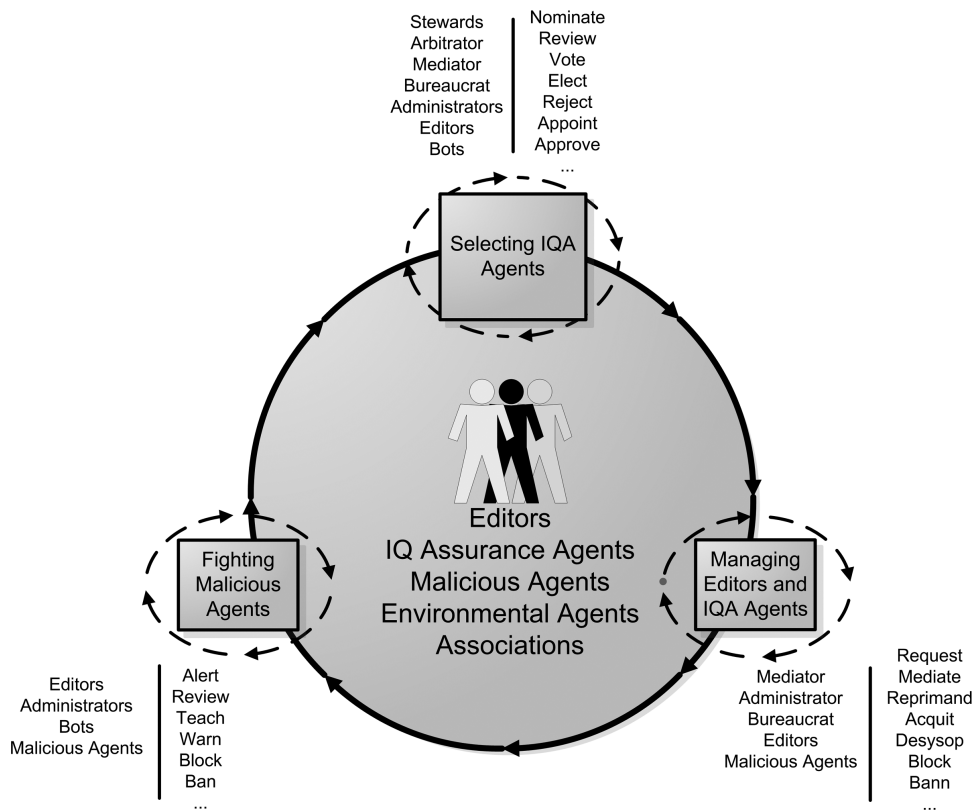 Stewards
Arbitrator
Mediator
Bureaucrat
Administrators
Editors
Bots
Nominate
Review
Vote
Elect
Reject
Appoint
Approve
...
Selecting IQA
Agents
Editors
IQ Assurance Agents
Malicious Agents
Environmental Agents
Associations
Fighting
Malicious
Agents
Managing
Editors and
IQA Agents
Editors
Administrators
Bots
Malicious Agents
Alert
Review
Teach
Warn
Block
Ban
...
Mediator
Administrator
Bureaucrat
Editors
Malicious Agents
Request
Mediate
Reprimand
Acquit
Desysop
Block
Bann
...